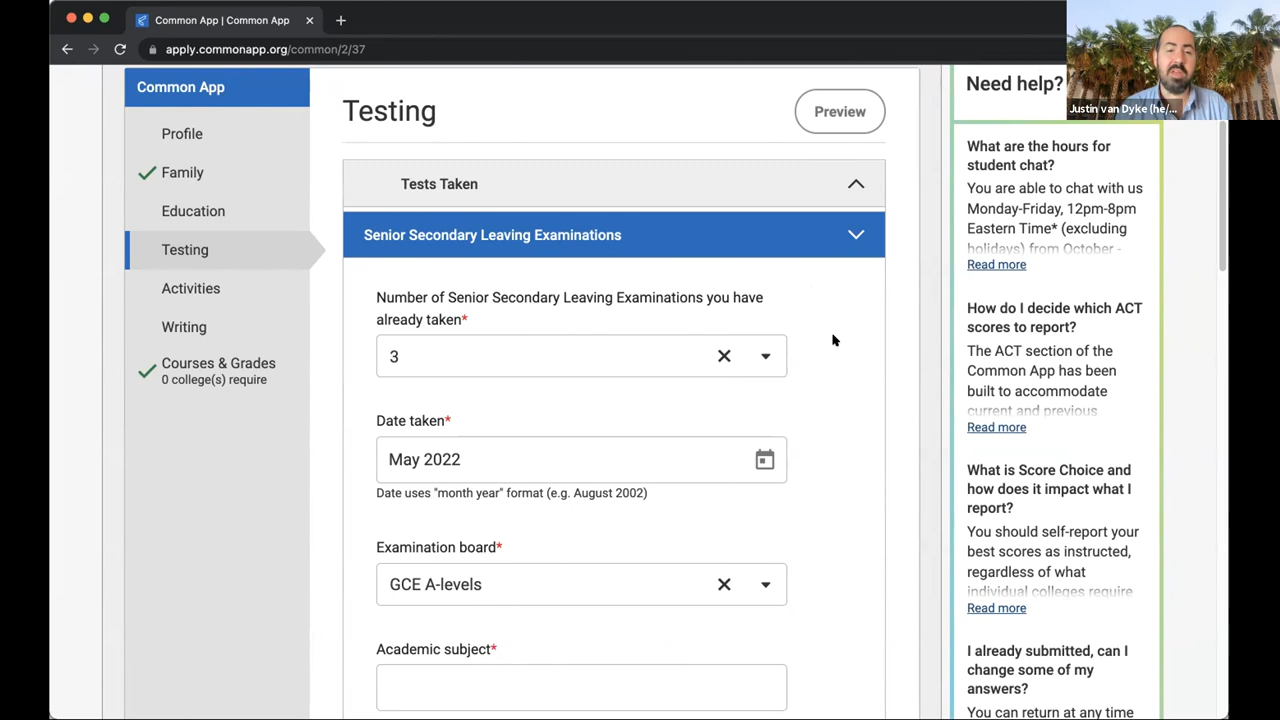 Common App | Common App
apply.commonapp.org/common/2/37
Justin van Dyke (he/...
Common App
Profile
Family
Education
Testing
Activities
Writing
Courses & Grades
0 college(s) require
Testing
Preview
Tests Taken
Senior Secondary Leaving Examinations
Number of Senior Secondary Leaving Examinations you have
already taken*
3
Date taken*
May 2022
Date uses "month year" format (e.g. August 2002)
Examination board*
GCE A-levels
Academic subject*
Need help?
What are the hours for
student chat?
You are able to chat with us
Monday-Friday, 12pm-8pm
Eastern Time* (excluding
holidays) from October -
Read more
How do I decide which ACT
scores to report?
The ACT section of the
Common App has been
built to accommodate
current and previous
Read more
What is Score Choice and
how does it impact what I
report?
You should self-report your
best scores as instructed,
regardless of what
individual colleges require
Read more
I already submitted, can I
change some of my
answers?
You can return at any time